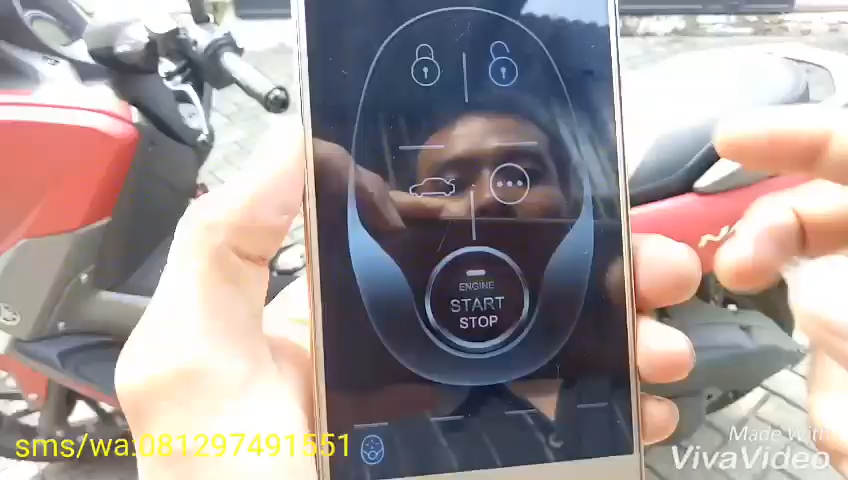 ENGINE
START
STOP
sms/wa:081297491551
Made With
VivaVideo